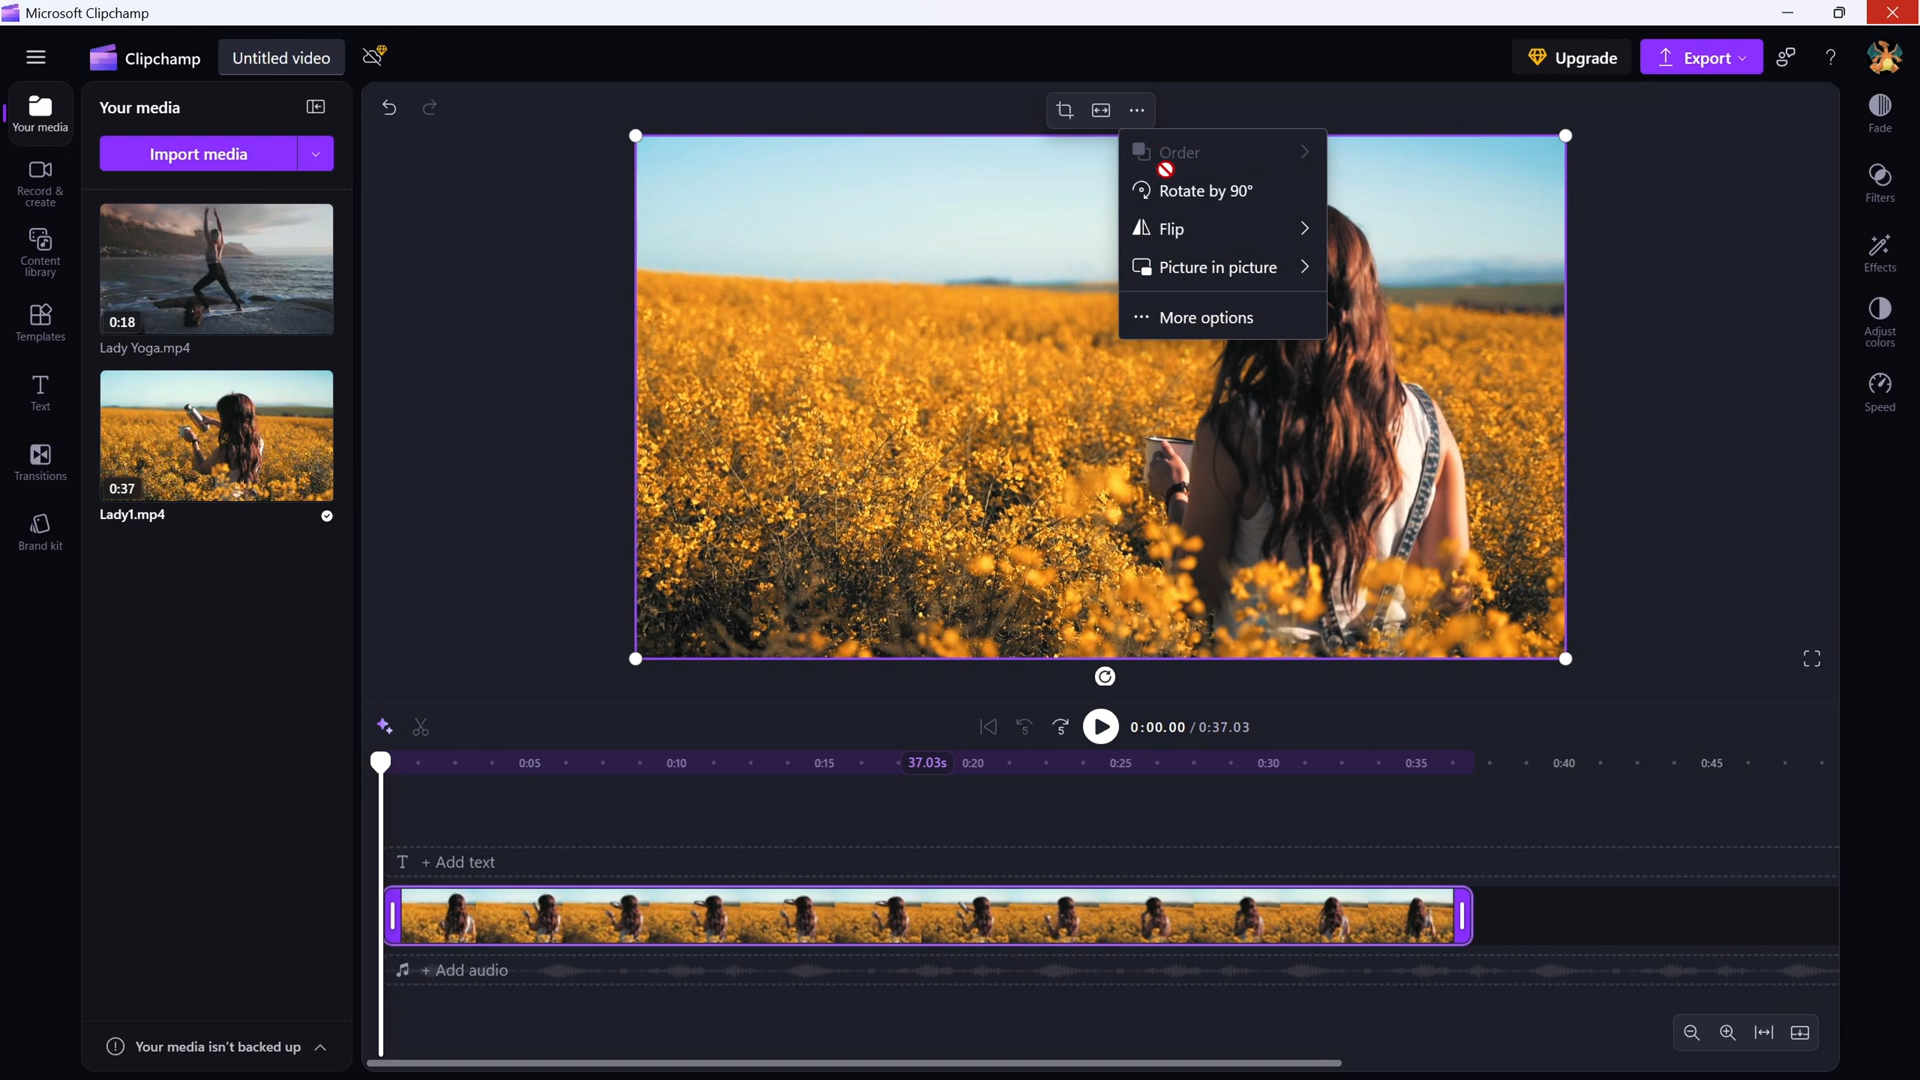 Microsoft Clipchamp
Clipchamp
Untitled video
Upgrade
Export
?
Your media
Record & create
Content library
Templates
Text
Transitions
Brand kit
Your media
Import media
0:18
Lady Yoga.mp4
0:37
Lady1.mp4
Your media isn't backed up
Order
Rotate by 90°
Flip
Picture in picture
More options
Fade
Filters
Effects
Adjust colors
Speed
5
5
0:00.00 / 0:37.03
0:05
0:10
0:15
37.03s
0:20
0:25
0:30
0:35
0:40
0:45
T + Add text
+ Add audio